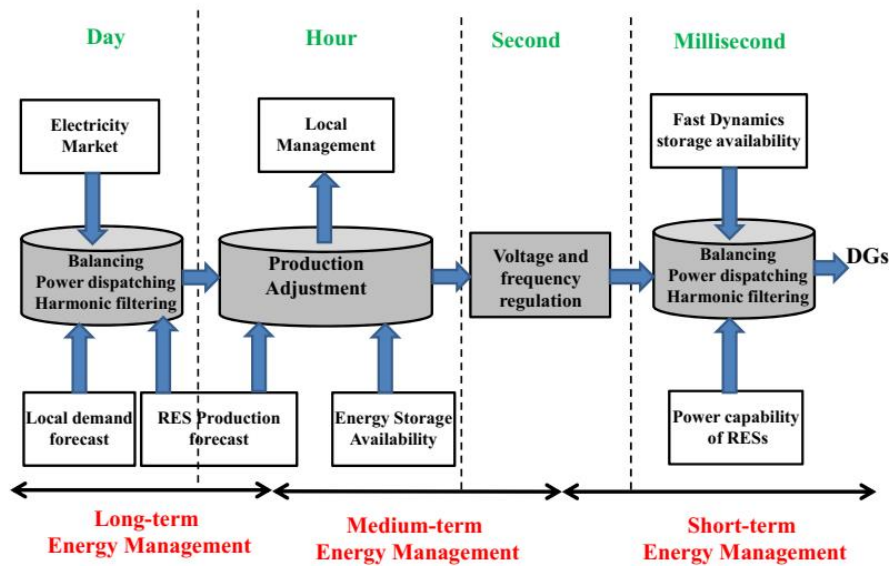 Day
Hour
Second
Millisecond
Electricity
Market
Local
Management
Fast Dynamics
storage availability
Balancing
Power dispatching
Harmonic filtering
Production
Adjustment
Voltage and
frequency
regulation
Balancing
Power dispatching
Harmonic filtering
DGs
Local demand
forecast
RES Production
forecast
Energy Storage
Availability
Power capability
of RESs
Long-term
Energy Management
Medium-term
Energy Management
Short-term
Energy Management